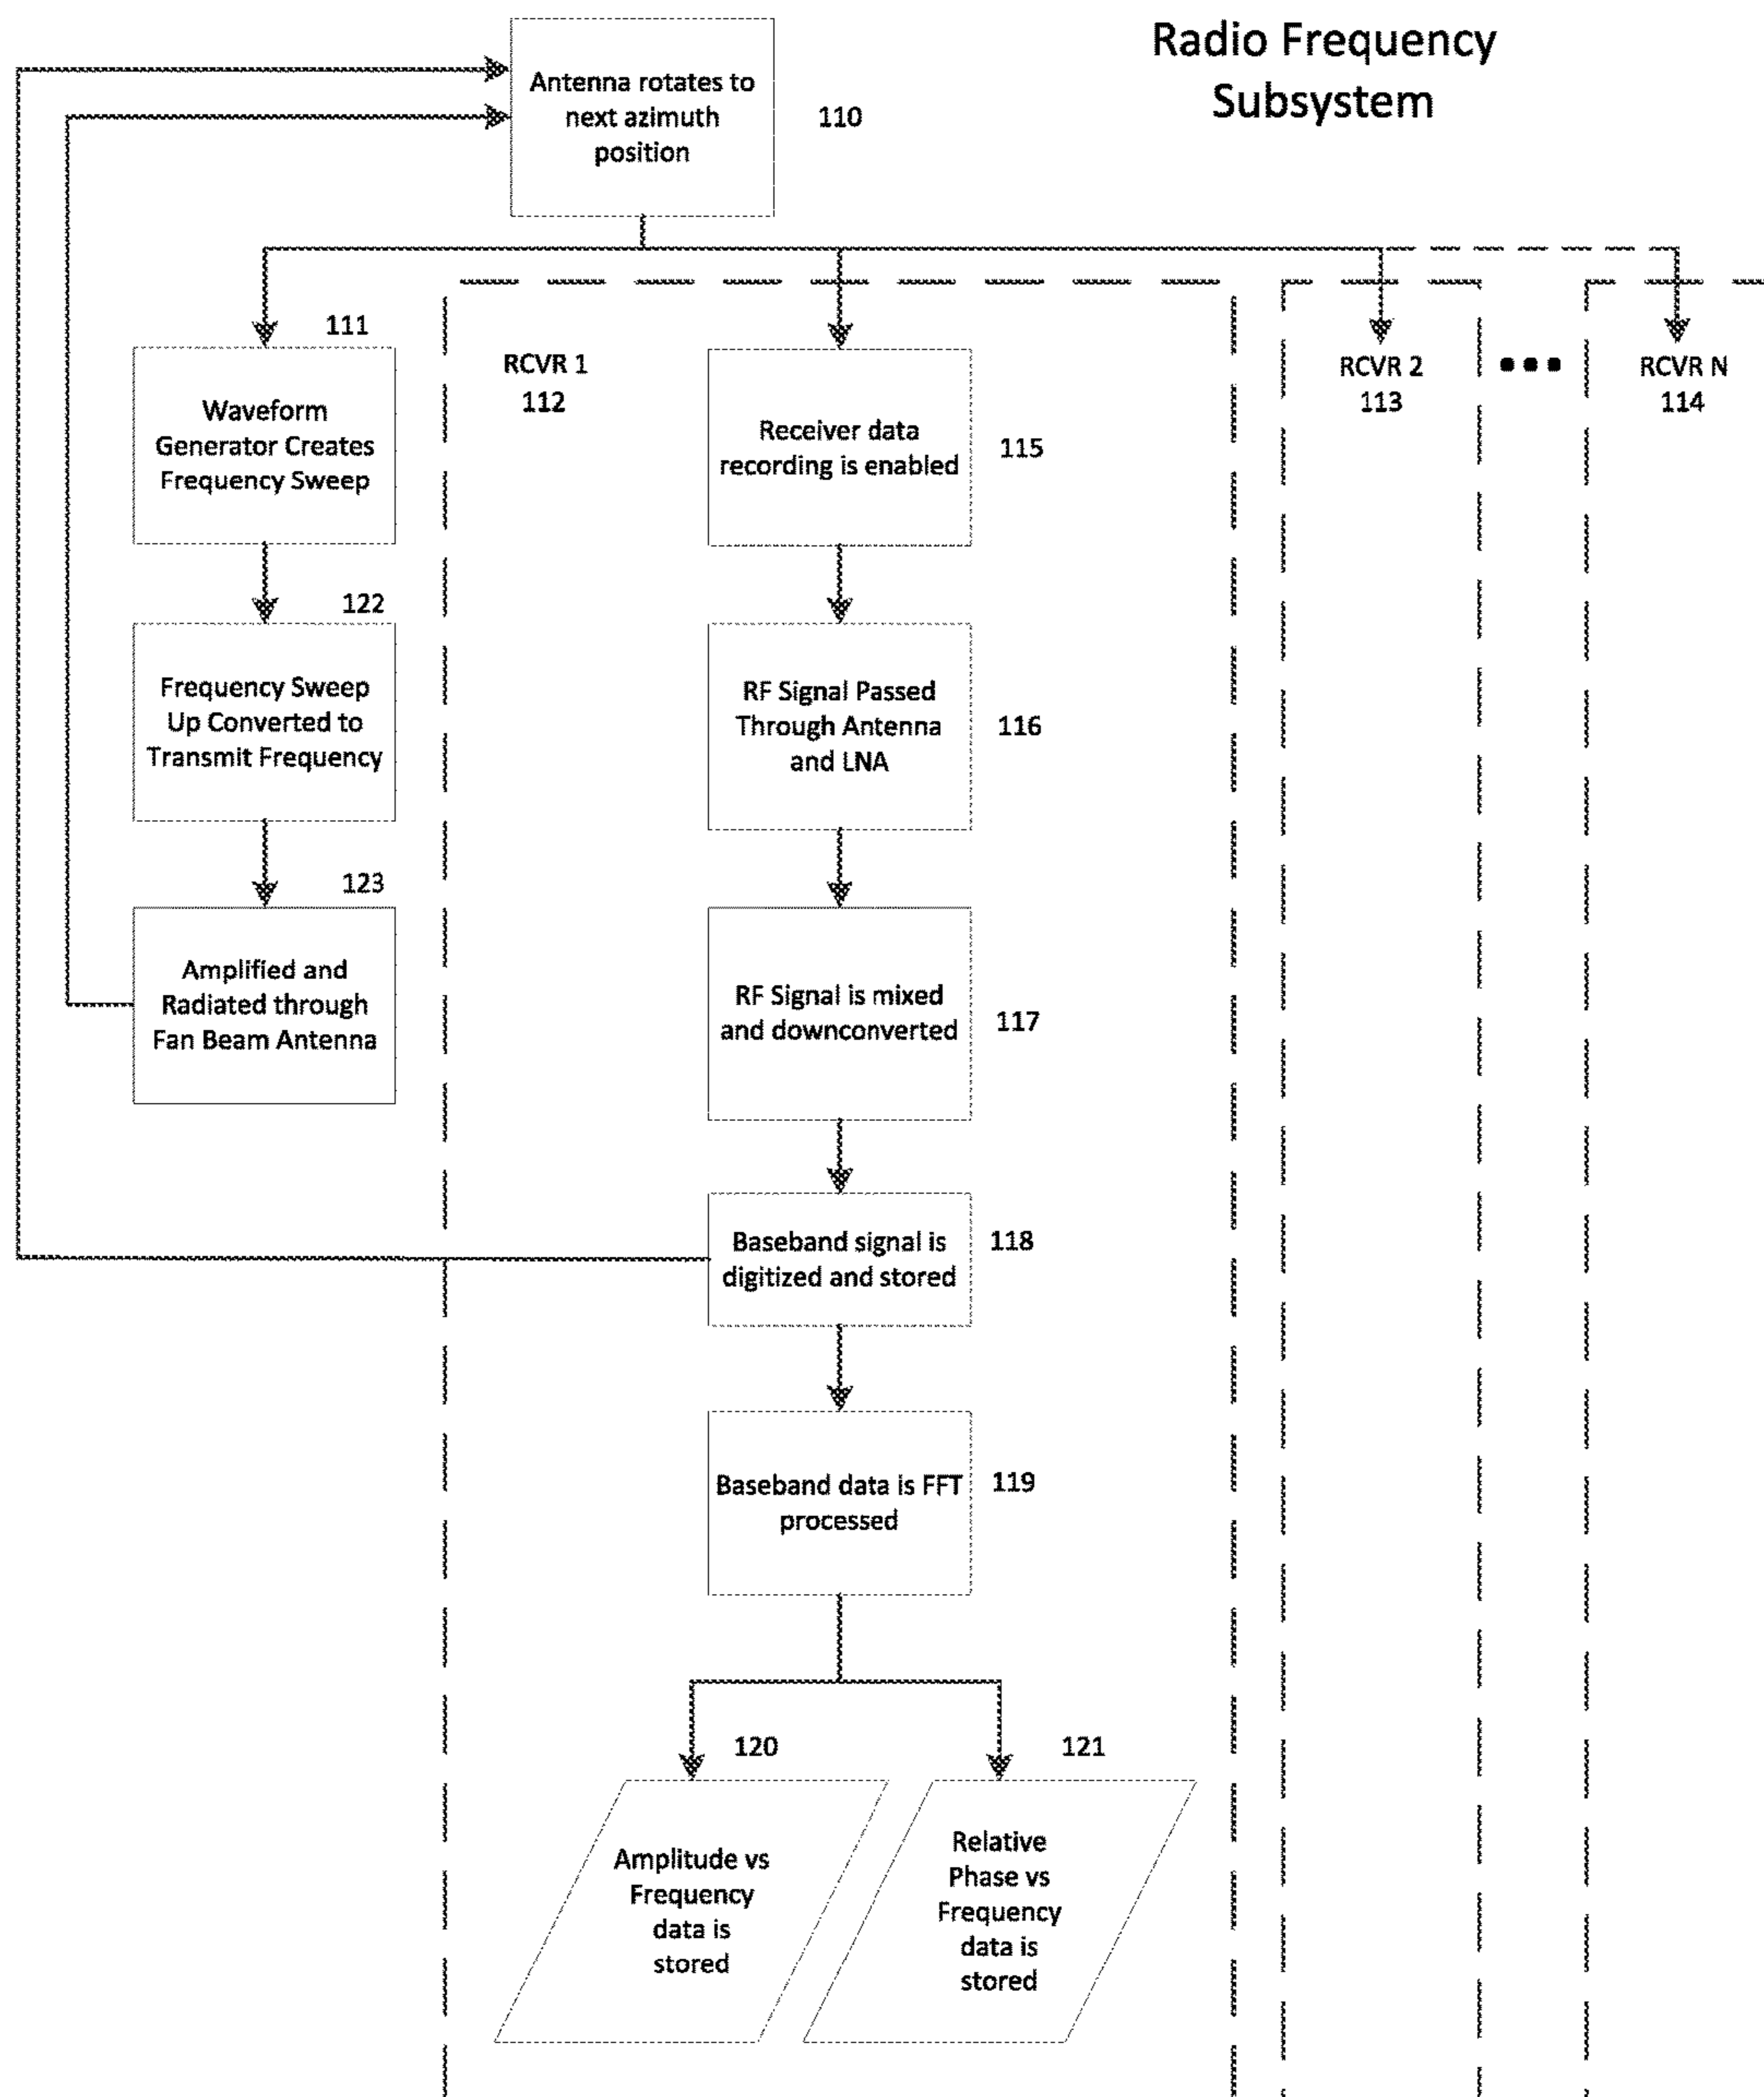 Radio Frequency
Subsystem
Antenna rotates to
next azimuth
position
110
111
Waveform
Generator Creates
Frequency Sweep
122
Frequency Sweep
Up Converted to
Transmit Frequency
123
Amplified and
Radiated through
Fan Beam Antenna
RCVR 1
112
Receiver data
recording is enabled
115
RF Signal Passed
Through Antenna
and LNA
116
RF Signal is mixed
and downconverted
117
Baseband signal is
digitized and stored
118
Baseband data is FFT
processed
119
120
Amplitude vs
Frequency
data is
stored
121
Relative
Phase vs
Frequency
data is
stored
RCVR 2
113
RCVR N
114